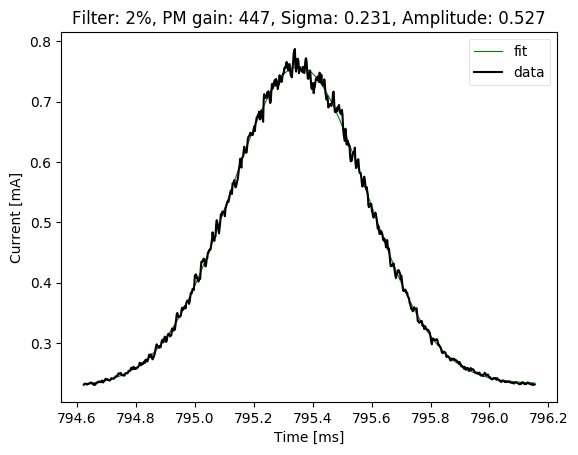 Filter: 2%, PM gain: 447, Sigma: 0.231, Amplitude: 0.527
fit
data
0.8
0.7
0.6
0.5
0.4
0.3
Current [mA]
794.6 794.8 795.0 795.2 795.4 795.6 795.8 796.0 796.2
Time [ms]